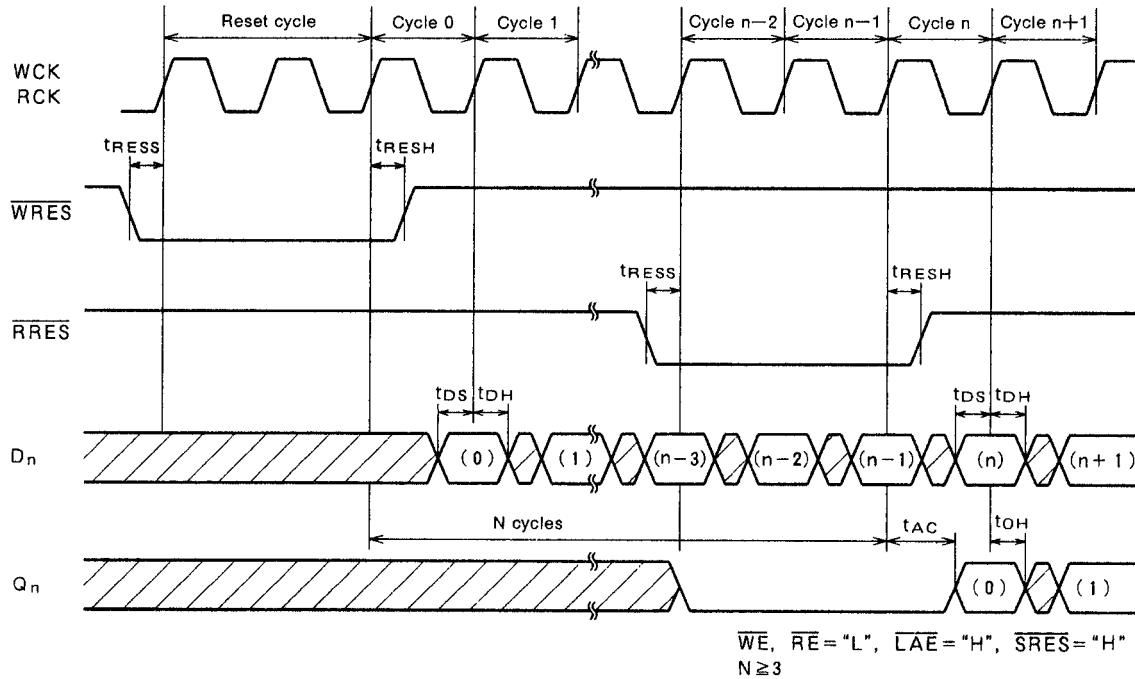 Reset cycle Cycle 0 Cycle 1 Cycle n−2 Cycle n−1 Cycle n Cycle n+1
WCK
RCK
tRESS tRESH
WRES
tRESS tRESH
RRES
tDS tDH tDS tDH
Dn (0) (1) (n-3) (n-2) (n-1) (n) (n+1)
N cycles tAC tOH
Qn (0) (1)
WE, RE="L", LAE="H", SRES="H"
N≧3